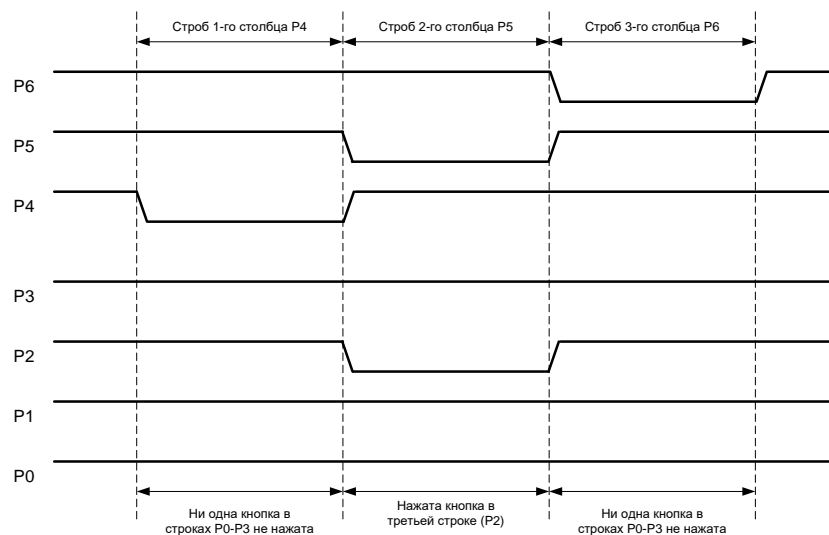 Строб 1-го столбца P4
Строб 2-го столбца P5
Строб 3-го столбца P6
P6
P5
P4
P3
P2
P1
P0
Ни одна кнопка в
строках P0-P3 не нажата
Нажата кнопка в
третьей строке (P2)
Ни одна кнопка в
строках P0-P3 не нажата